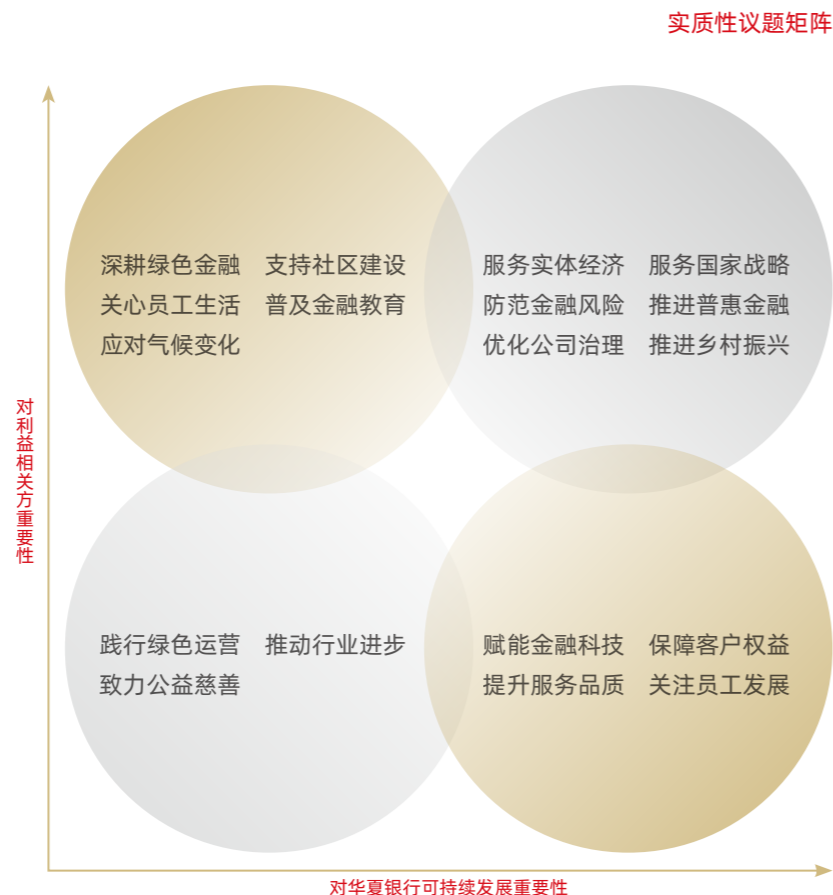 实质性议题矩阵
深耕绿色金融 支持社区建设
关心员工生活 普及金融教育
应对气候变化
服务实体经济 服务国家战略
防范金融风险 推进普惠金融
优化公司治理 推进乡村振兴
对利益相关方重要性
践行绿色运营 推动行业进步
致力公益慈善
赋能金融科技 保障客户权益
提升服务品质 关注员工发展
对华夏银行可持续发展重要性